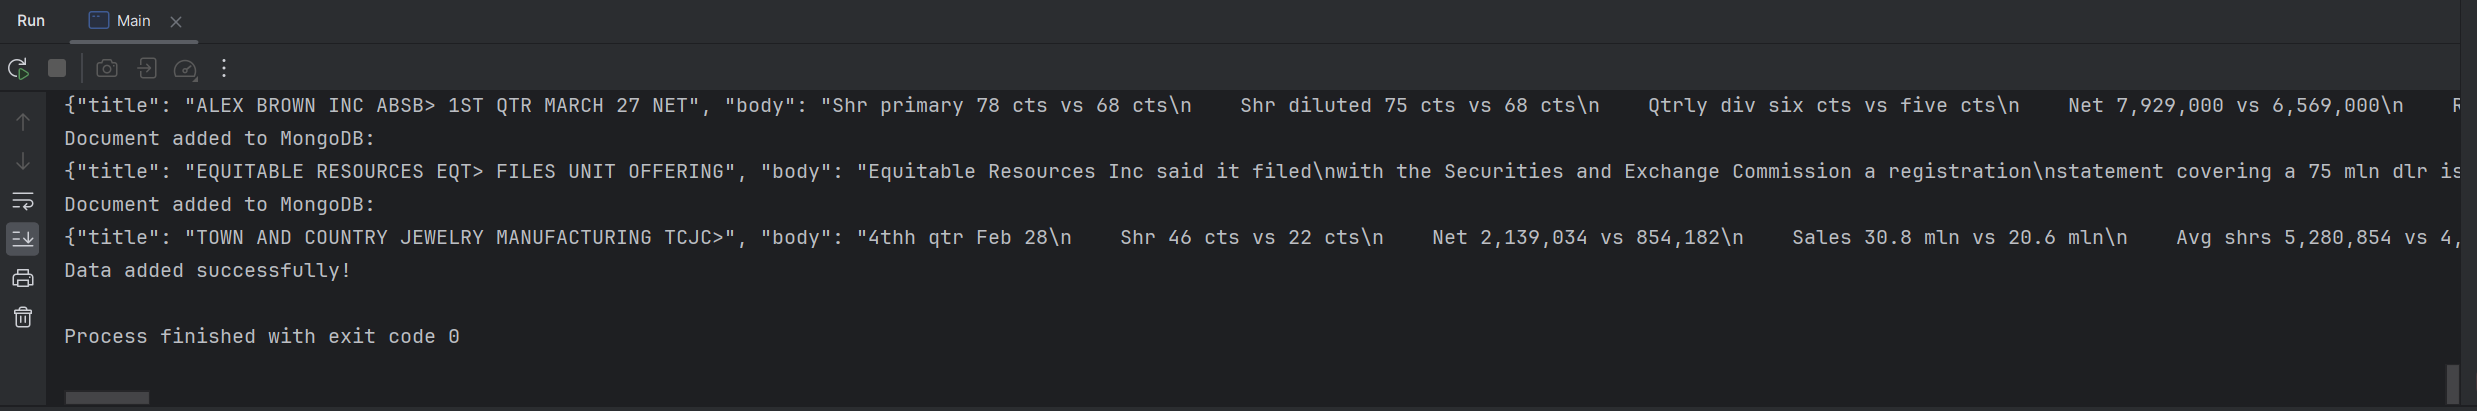 Run Main
{"title": "ALEX BROWN INC ABSB> 1ST QTR MARCH 27 NET", "body": "Shr primary 78 cts vs 68 cts\n    Shr diluted 75 cts vs 68 cts\n    Qtrly div six cts vs five cts\n    Net 7,929,000 vs 6,569,000\n    R
Document added to MongoDB:
{"title": "EQUITABLE RESOURCES EQT> FILES UNIT OFFERING", "body": "Equitable Resources Inc said it filed\nwith the Securities and Exchange Commission a registration\nstatement covering a 75 mln dlr is
Document added to MongoDB:
{"title": "TOWN AND COUNTRY JEWELRY MANUFACTURING TCJC>", "body": "4thh qtr Feb 28\n    Shr 46 cts vs 22 cts\n    Net 2,139,034 vs 854,182\n    Sales 30.8 mln vs 20.6 mln\n    Avg shrs 5,280,854 vs 4,
Data added successfully!
Process finished with exit code 0